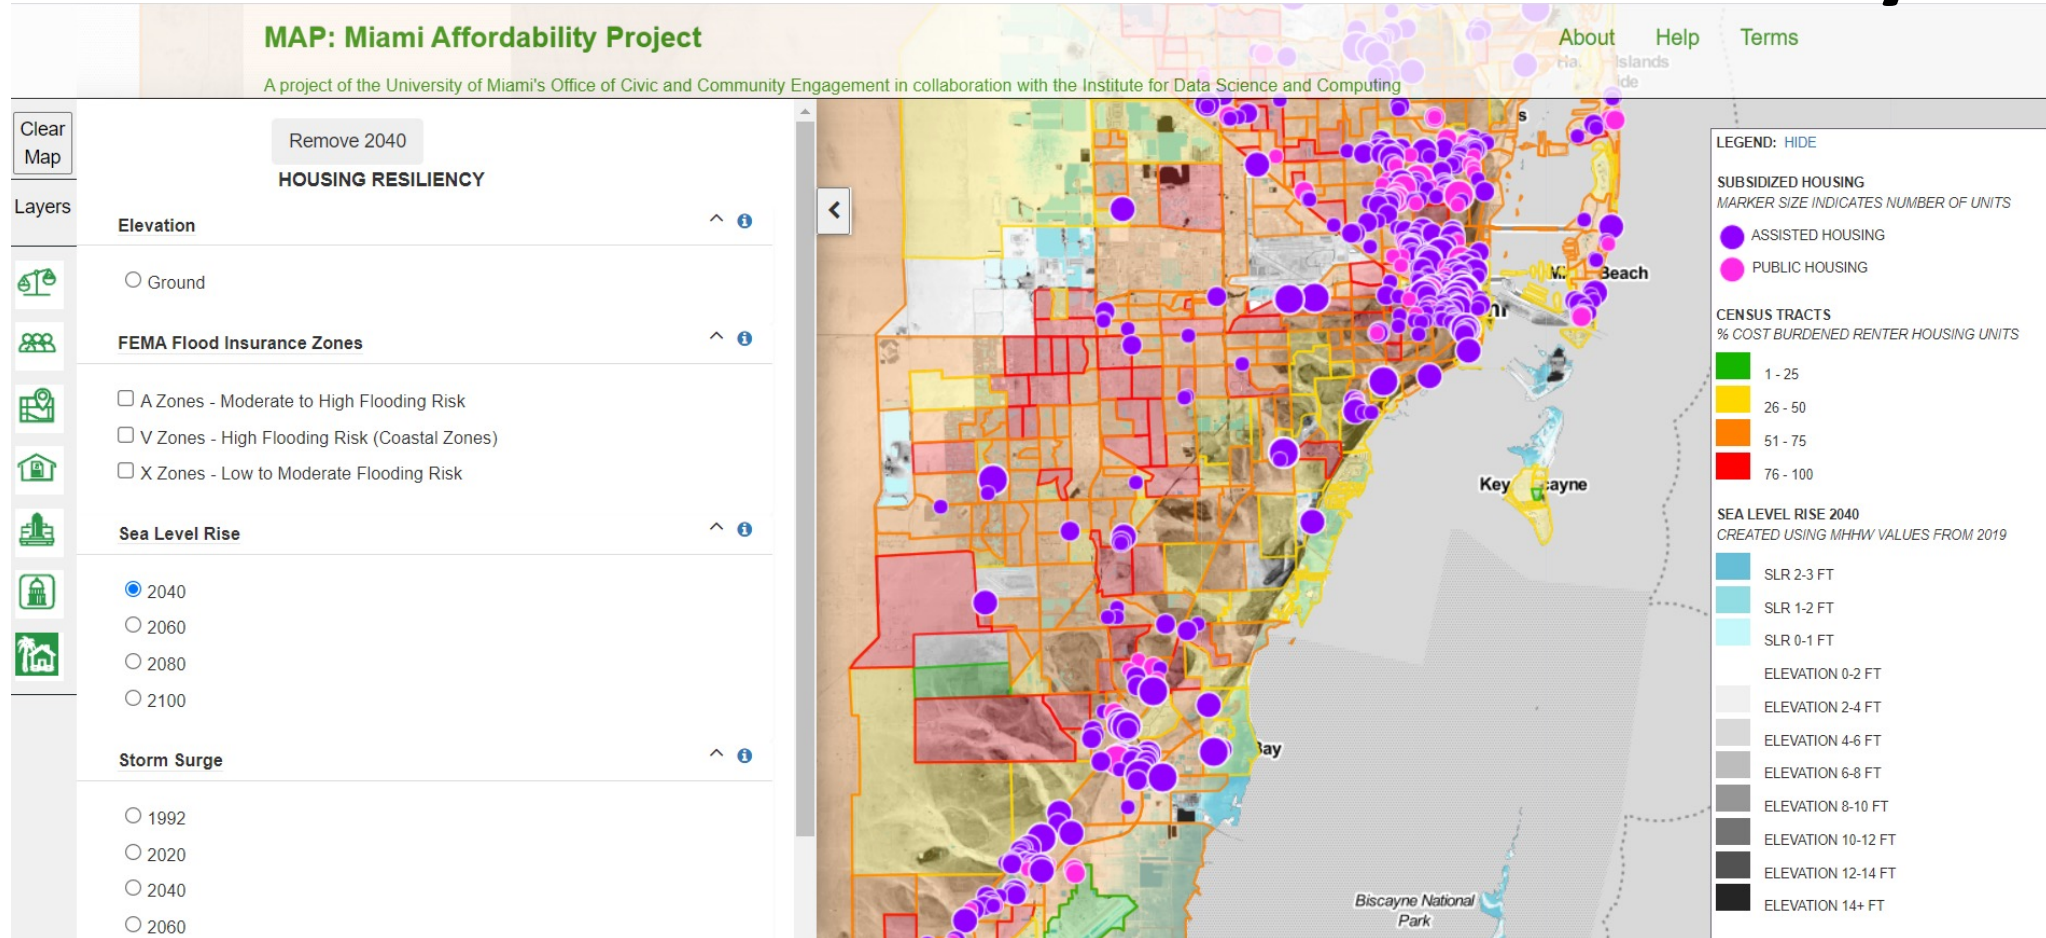 MAP: Miami Affordability Project
About Help Terms
A project of the University of Miami's Office of Civic and Community Engagement in collaboration with the Institute for Data Science and Computing
Clear
Map
Layers
Remove 2040
HOUSING RESILIENCY
Elevation
Ground
FEMA Flood Insurance Zones
A Zones - Moderate to High Flooding Risk
V Zones - High Flooding Risk (Coastal Zones)
X Zones - Low to Moderate Flooding Risk
Sea Level Rise
2040
2060
2080
2100
Storm Surge
1992
2020
2040
2060
Islands
Beach
Key
Biscayne National
Park
LEGEND: HIDE
SUBSIDIZED HOUSING
MARKER SIZE INDICATES NUMBER OF UNITS
ASSISTED HOUSING
PUBLIC HOUSING
CENSUS TRACTS
% COST BURDENED RENTER HOUSING UNITS
1 - 25
26 - 50
51 - 75
76 - 100
SEA LEVEL RISE 2040
CREATED USING MHHW VALUES FROM 2019
SLR 2-3 FT
SLR 1-2 FT
SLR 0-1 FT
ELEVATION 0-2 FT
ELEVATION 2-4 FT
ELEVATION 4-6 FT
ELEVATION 6-8 FT
ELEVATION 8-10 FT
ELEVATION 10-12 FT
ELEVATION 12-14 FT
ELEVATION 14+ FT